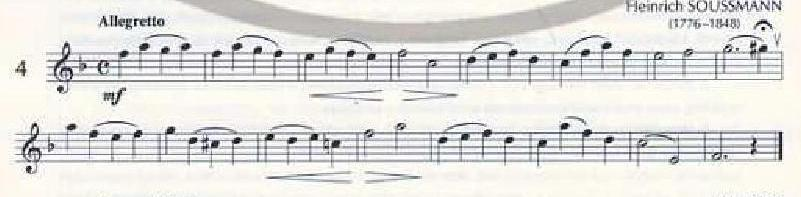 Heinrich SOUSSMANN
Allegretto
(1776–1848)
4
mf